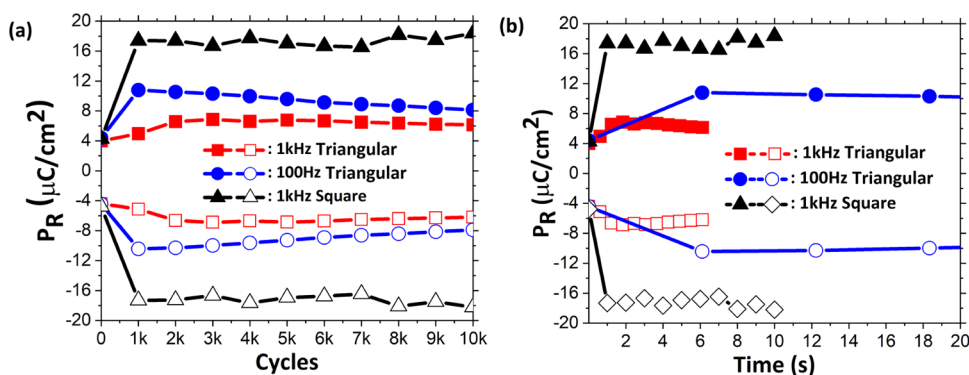 (a)
20
16
12
8
4
0
-4
-8
-12
-16
-20
P_R (μC/cm²)
: 1kHz Triangular
: 100Hz Triangular
: 1kHz Square
0 1k 2k 3k 4k 5k 6k 7k 8k 9k 10k
Cycles
(b)
20
16
12
8
4
0
-4
-8
-12
-16
-20
P_R (μC/cm²)
: 1kHz Triangular
: 100Hz Triangular
: 1kHz Square
2 4 6 8 10 12 14 16 18 20
Time (s)